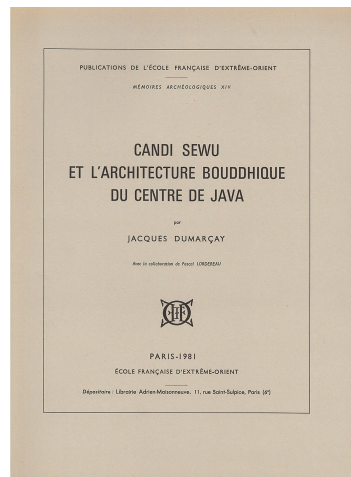 PUBLICATIONS DE L'ÉCOLE FRANÇAISE D'EXTRÊME-ORIENT
MÉMOIRES ARCHÉOLOGIQUES XIV
CANDI SEWU
ET L'ARCHITECTURE BOUDDHIQUE
DU CENTRE DE JAVA
par
JACQUES DUMARÇAY
Avec la collaboration de Pascal LORDEREAU
PARIS-1981
ÉCOLE FRANÇAISE D'EXTRÊME-ORIENT
Dépositaire : Librairie Adrien-Maisonneuve. 11, rue Saint-Sulpice, Paris (6e)